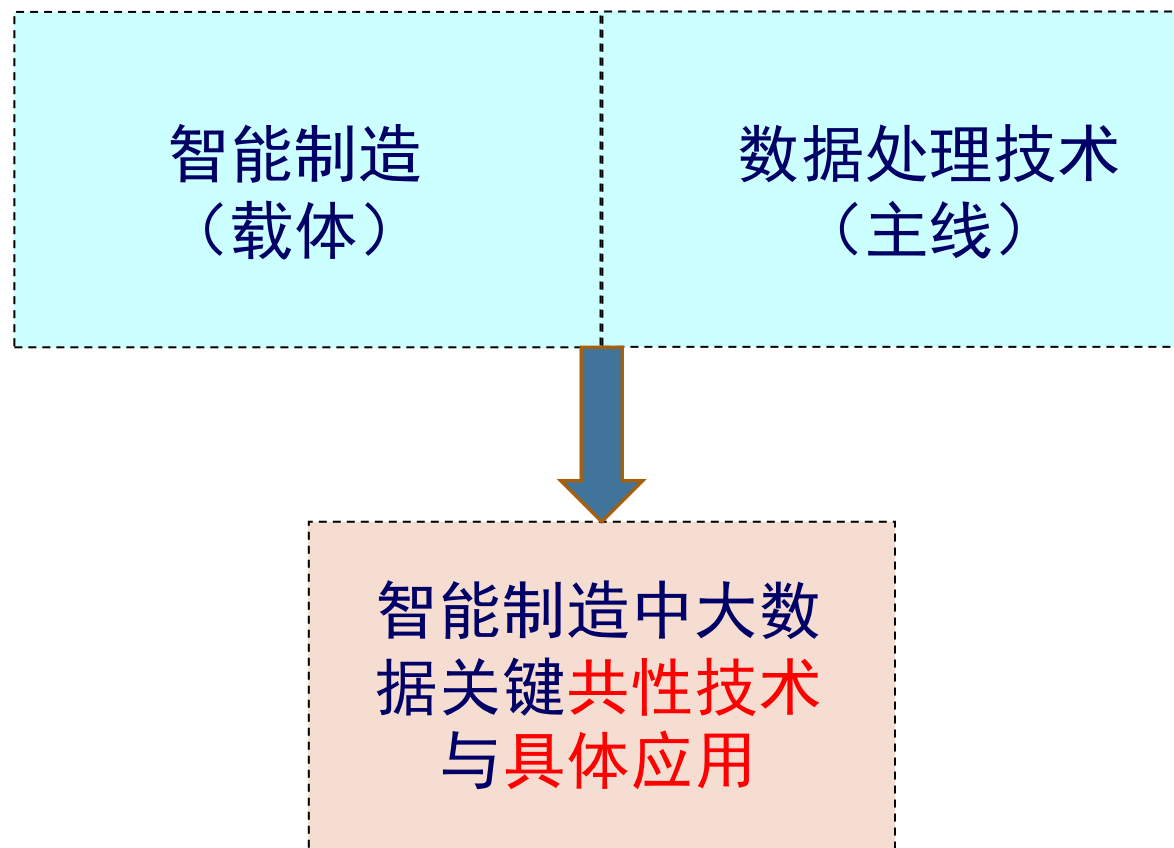 智能制造
（载体）
数据处理技术
（主线）
智能制造中大数
据关键共性技术
与具体应用